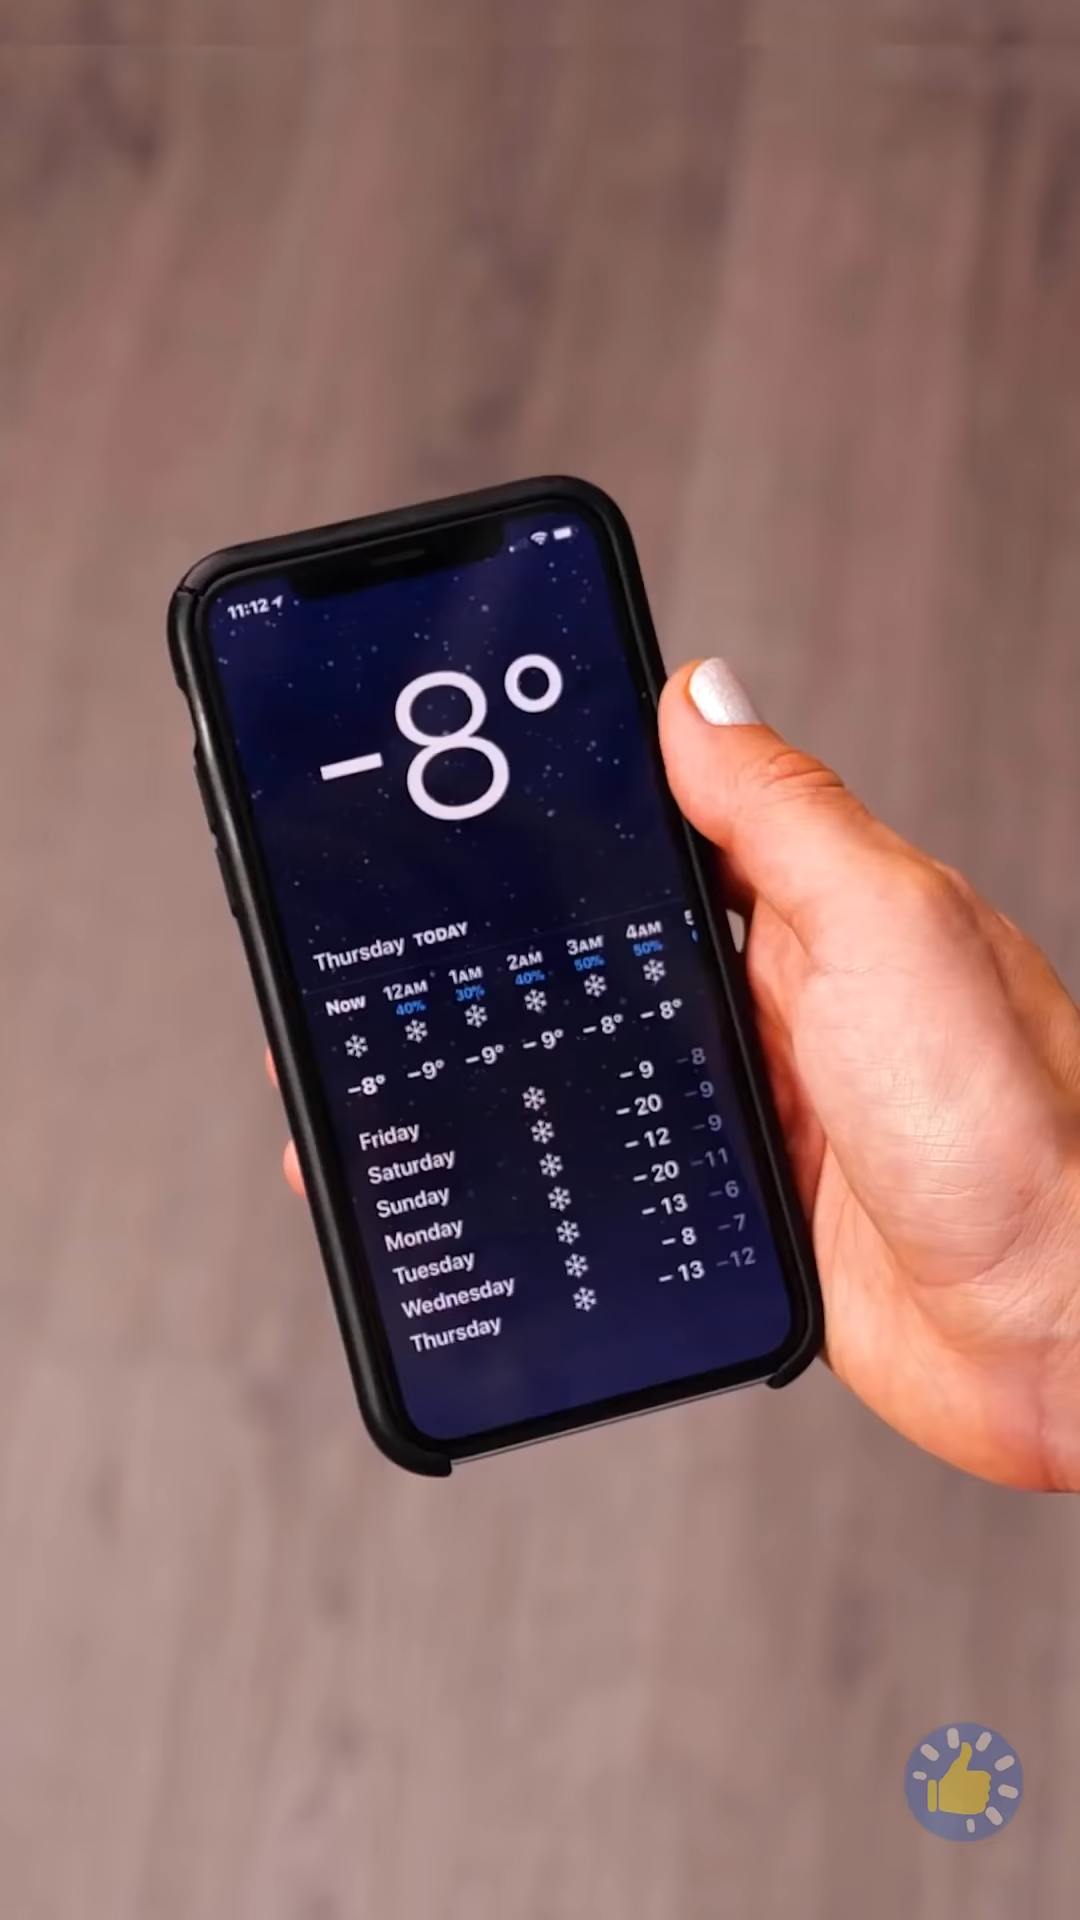 11:12
-8°
Thursday TODAY
Now 12AM 1AM 2AM 3AM 4AM
40% 30% 40% 50% 50%
-8° -9° -9° -9° -8° -8°
Friday -9 -8
Saturday -20 -9
Sunday -12 -9
Monday -20 -11
Tuesday -13 -6
Wednesday -8 -7
Thursday -13 -12